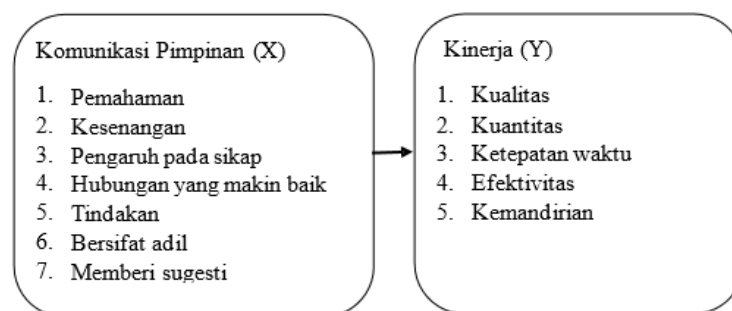 Komunikasi Pimpinan (X)
1. Pemahaman
2. Kesenangan
3. Pengaruh pada sikap
4. Hubungan yang makin baik
5. Tindakan
6. Bersifat adil
7. Memberi sugesti
Kinerja (Y)
1. Kualitas
2. Kuantitas
3. Ketepatan waktu
4. Efektivitas
5. Kemandirian